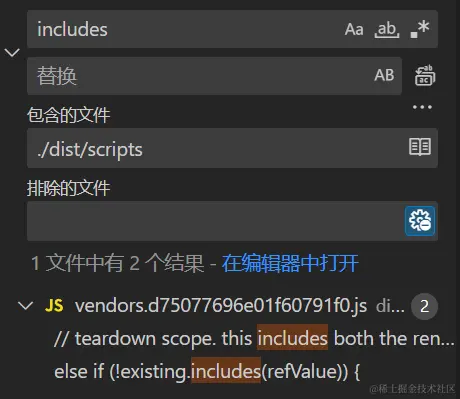 includes Aa ab .*
替换 AB
包含的文件 ...
./dist/scripts
排除的文件
1 文件中有 2 个结果 - 在编辑器中打开
JS vendors.d75077696e01f60791f0.js di... 2
// teardown scope. this includes both the ren...
else if (!existing.includes(refValue)) {
@稀土掘金技术社区